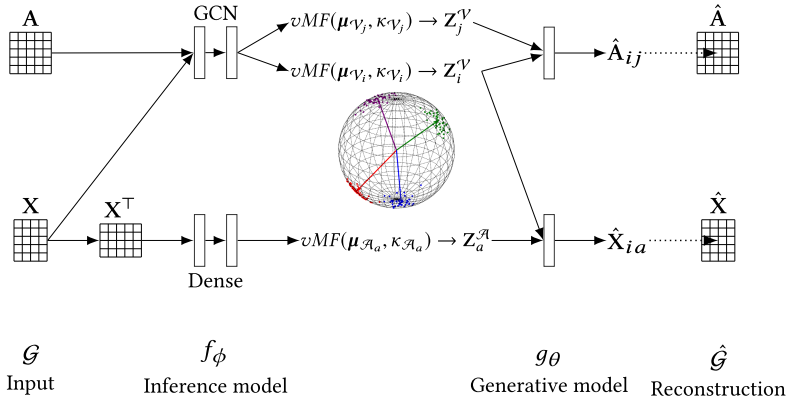 GCN
A
vMF(μ_{𝒱_j}, κ_{𝒱_j}) → Z_j^𝒱
Â
vMF(μ_{𝒱_i}, κ_{𝒱_i}) → Z_i^𝒱
Â_{ij}
X
X^⊤
vMF(μ_{𝒜_a}, κ_{𝒜_a}) → Z_a^𝒜
X̂_{ia}
X̂
Dense
𝒢
f_ϕ
g_θ
𝒢̂
Input
Inference model
Generative model
Reconstruction